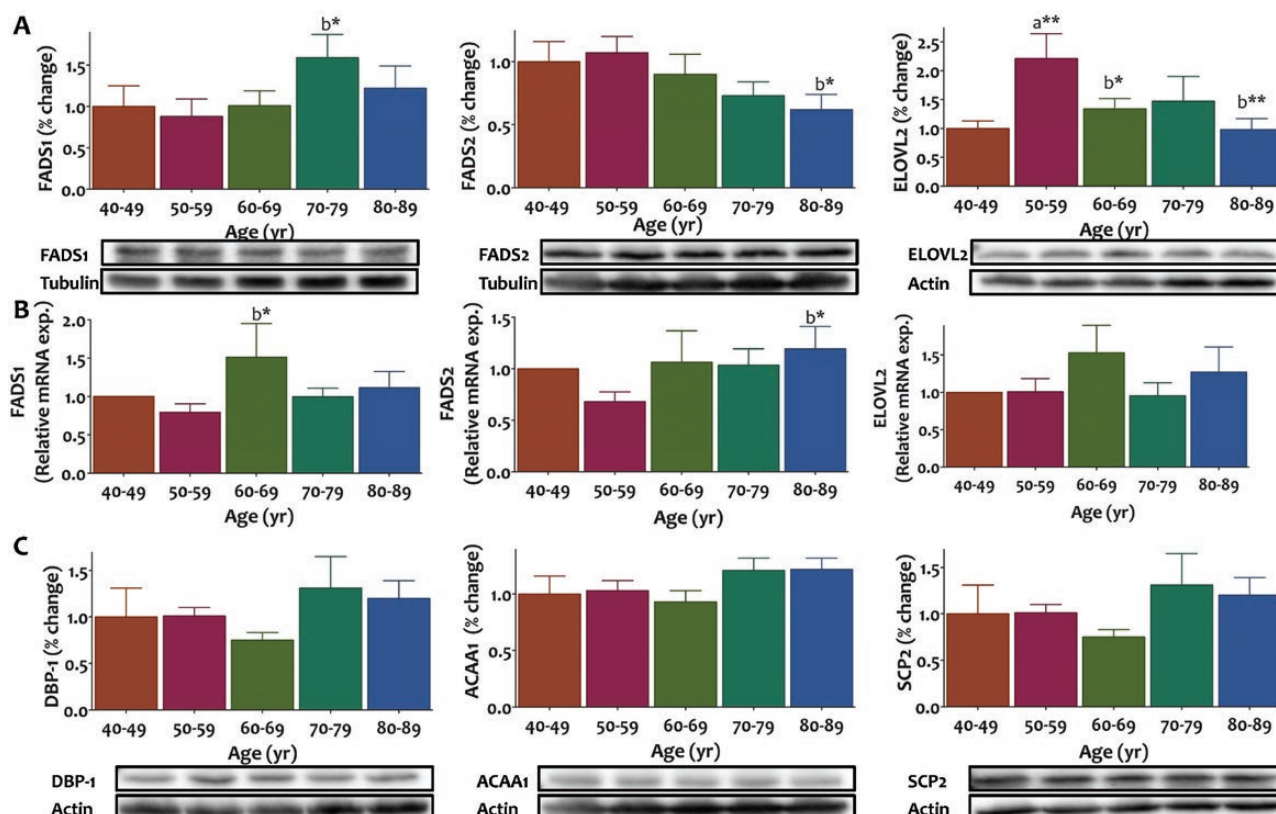 A
FADS1 (% change)
1.5
1.0
0.5
0.0
b*
40-49 50-59 60-69 70-79 80-89
Age (yr)
FADS1
Tubulin
FADS2 (% change)
1.0
0.5
0.0
b*
40-49 50-59 60-69 70-79 80-89
Age (yr)
FADS2
Tubulin
ELOVL2 (% change)
2.5
2.0
1.5
1.0
0.5
0.0
a**
b*
b**
40-49 50-59 60-69 70-79 80-89
Age (yr)
ELOVL2
Actin
B
FADS1
(Relative mRNA exp.)
2.0
1.5
1.0
0.5
0.0
b*
40-49 50-59 60-69 70-79 80-89
Age (yr)
FADS2
(Relative mRNA exp.)
1.5
1.0
0.5
0.0
b*
40-49 50-59 60-69 70-79 80-89
Age (yr)
ELOVL2
(Relative mRNA exp.)
1.5
1.0
0.5
0.0
40-49 50-59 60-69 70-79 80-89
Age (yr)
C
DBP-1 (% change)
1.5
1.0
0.5
0.0
40-49 50-59 60-69 70-79 80-89
Age (yr)
DBP-1
Actin
ACAA1 (% change)
1.0
0.5
0.0
40-49 50-59 60-69 70-79 80-89
Age (yr)
ACAA1
Actin
SCP2 (% change)
1.5
1.0
0.5
0.0
40-49 50-59 60-69 70-79 80-89
Age (yr)
SCP2
Actin